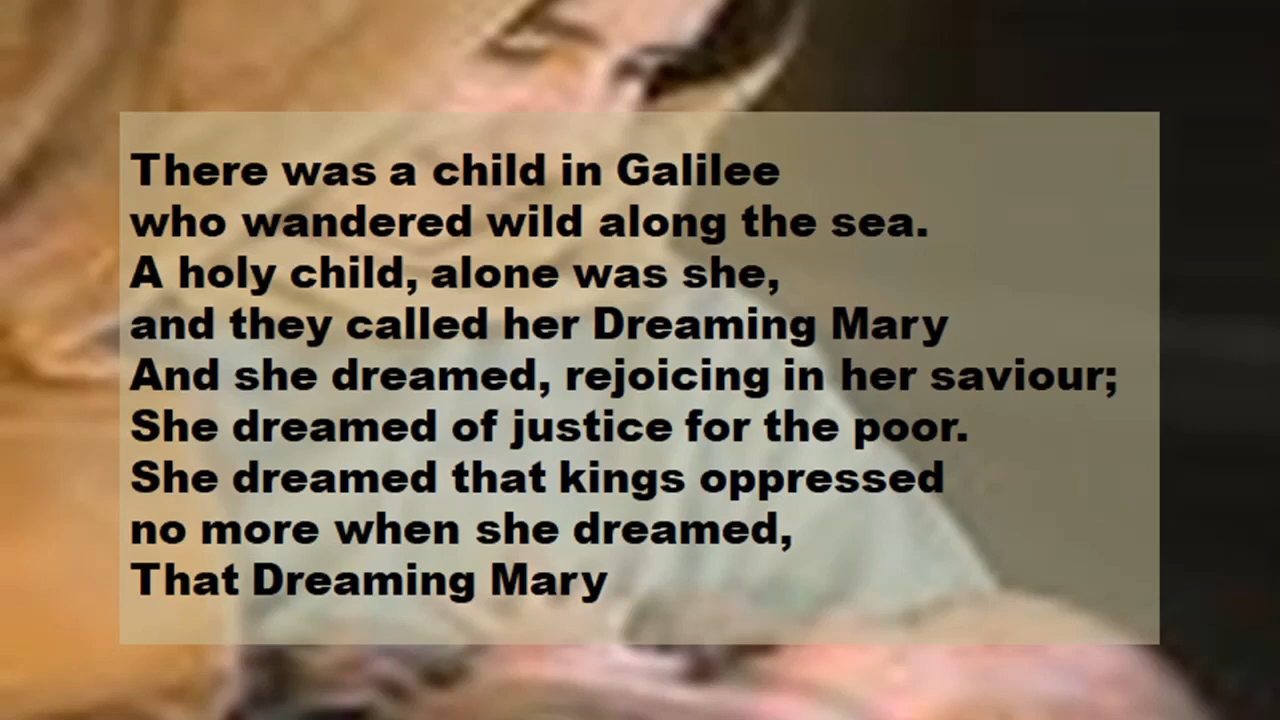 There was a child in Galilee
who wandered wild along the sea.
A holy child, alone was she,
and they called her Dreaming Mary
And she dreamed, rejoicing in her saviour;
She dreamed of justice for the poor.
She dreamed that kings oppressed
no more when she dreamed,
That Dreaming Mary